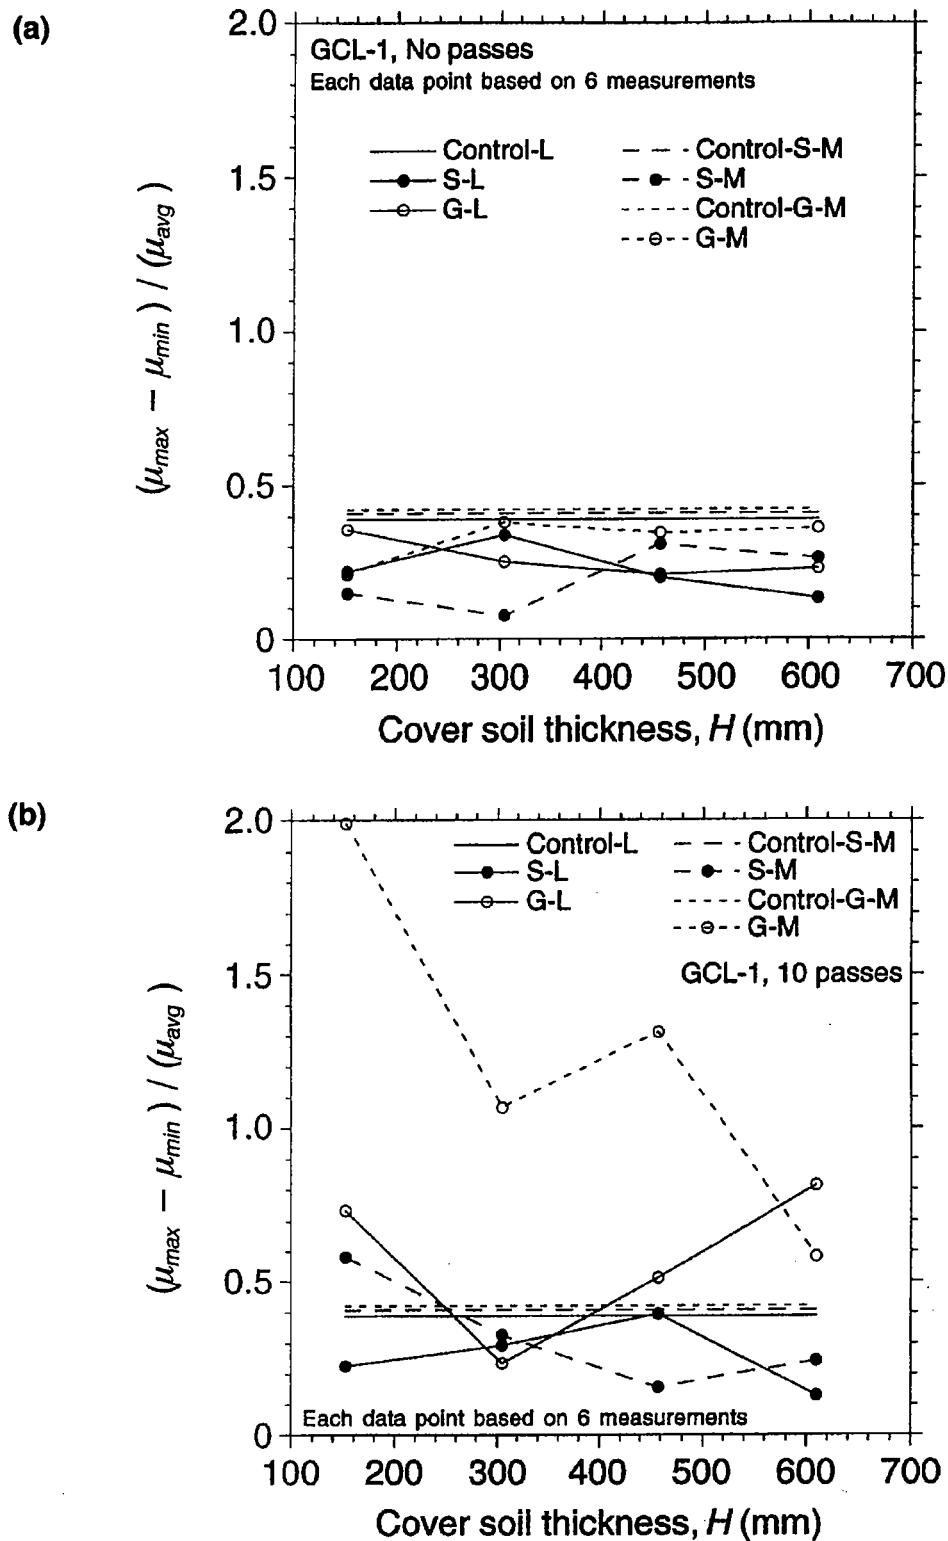 (a)
2.0
GCL-1, No passes
Each data point based on 6 measurements
Control-L
Control-S-M
1.5
S-L
S-M
G-L
Control-G-M
G-M
(μmax − μmin) / (μavg)
1.0
0.5
0
100 200 300 400 500 600 700
Cover soil thickness, H (mm)
(b)
2.0
Control-L
Control-S-M
S-L
S-M
G-L
Control-G-M
G-M
1.5
GCL-1, 10 passes
(μmax − μmin) / (μavg)
1.0
0.5
Each data point based on 6 measurements
0
100 200 300 400 500 600 700
Cover soil thickness, H (mm)